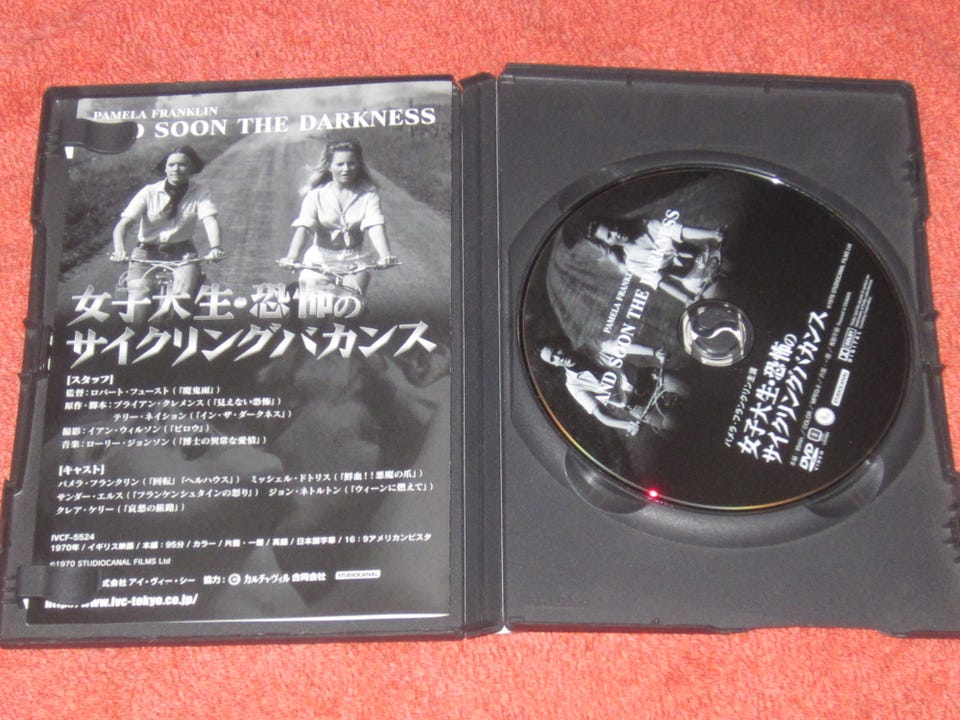 PAMELA FRANKLIN
SOON THE DARKNESS
女子大生・恐怖の
サイクリングバカンス
[スタッフ]
監督：ロバート・フュースト(「魔鬼雨」)
原作・脚本：ブライアン・クレメンス(「見えない恐怖」)
テリー・ネイション(「イン・ザ・ダークネス」)
撮影：イアン・ウィルソン(「ピロウ」)
音楽：ローリー・ジョンソン(「博士の異常な愛情」)
[キャスト]
パメラ・フランクリン(「回転」「ヘルハウス」) ミッシェル・ドトリス(「鮮血！！悪魔の爪」)
サンダー・エルス(「フランケンシュタインの怒り」) ジョン・ネトルトン(「ウィーンに燃えて」)
クレア・ケリー(「哀愁の旅路」)
IVCF-5524
1970年/イギリス映画/本編：95分/カラー/片面・一層/英語/日本語字幕/16：9アメリカンビスタ
©1970 STUDIOCANAL FILMS Ltd
式会社 アイ・ヴィー・シー 協力：Ⓒ カルチャヴィル合同会社 STUDIOCANAL
www.ivc-tokyo.co.jp/
PAMELA FRANKLIN
AND SOON THE DARKNESS
パメラ・フランクリン主演
女子大生・恐怖の
サイクリングバカンス
DVD
VIDEO
DOLBY
DIGITAL
STUDIOCANAL